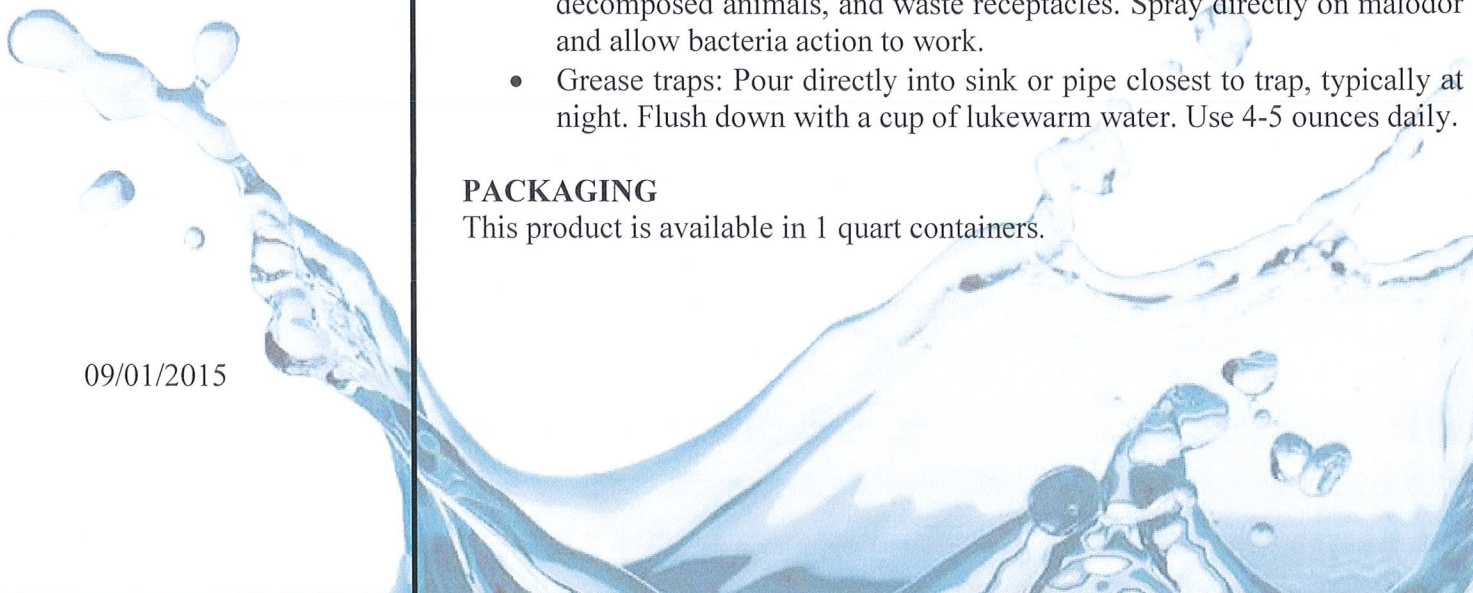 decomposed animals, and waste receptacles. Spray directly on malodor
and allow bacteria action to work.
• Grease traps: Pour directly into sink or pipe closest to trap, typically at
night. Flush down with a cup of lukewarm water. Use 4-5 ounces daily.
PACKAGING
This product is available in 1 quart containers.
09/01/2015